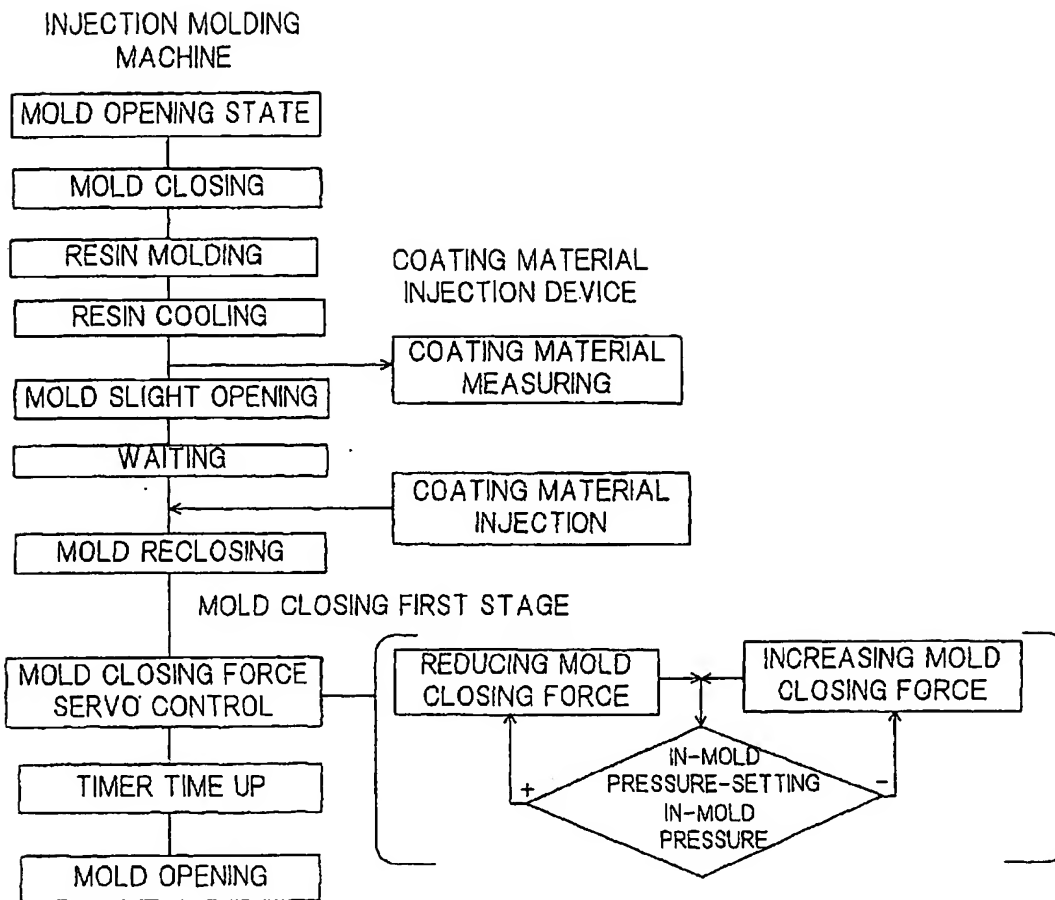 INJECTION MOLDING
MACHINE
MOLD OPENING STATE
MOLD CLOSING
RESIN MOLDING
RESIN COOLING
COATING MATERIAL
INJECTION DEVICE
COATING MATERIAL
MEASURING
MOLD SLIGHT OPENING
WAITING
COATING MATERIAL
INJECTION
MOLD RECLOSING
MOLD CLOSING FIRST STAGE
MOLD CLOSING FORCE
SERVO CONTROL
REDUCING MOLD
CLOSING FORCE
INCREASING MOLD
CLOSING FORCE
IN-MOLD
PRESSURE-SETTING
IN-MOLD
PRESSURE
+
-
TIMER TIME UP
MOLD OPENING